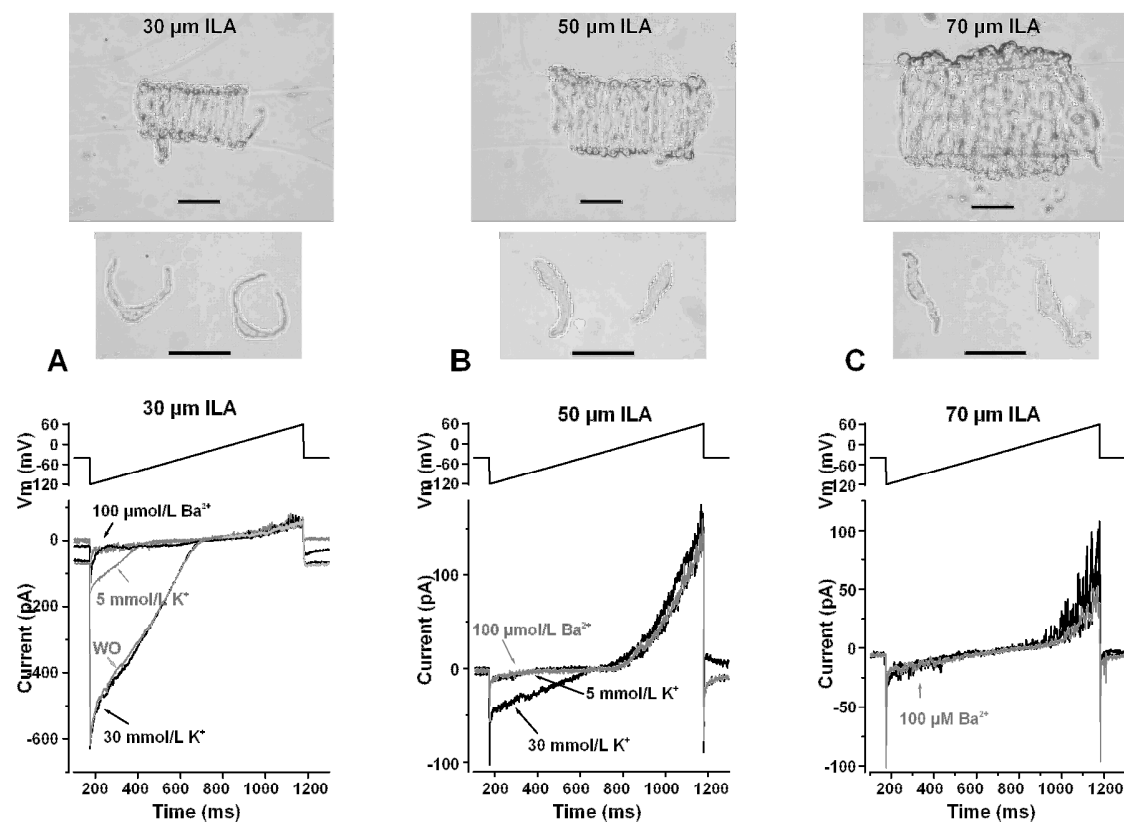 30 µm ILA
50 µm ILA
70 µm ILA
A
B
C
30 µm ILA
50 µm ILA
70 µm ILA
Vm (mV)
60
0
-60
-120
Vm (mV)
60
0
-60
-120
Vm (mV)
60
0
-60
-120
Current (pA)
0
-200
-400
-600
100 µmol/L Ba²⁺
5 mmol/L K⁺
WO
30 mmol/L K⁺
200 400 600 800 1000 1200
Time (ms)
Current (pA)
100
0
-100
100 µmol/L Ba²⁺
5 mmol/L K⁺
30 mmol/L K⁺
200 400 600 800 1000 1200
Time (ms)
Current (pA)
100
50
0
-25
-50
-100
100 µM Ba²⁺
200 400 600 800 1000 1200
Time (ms)